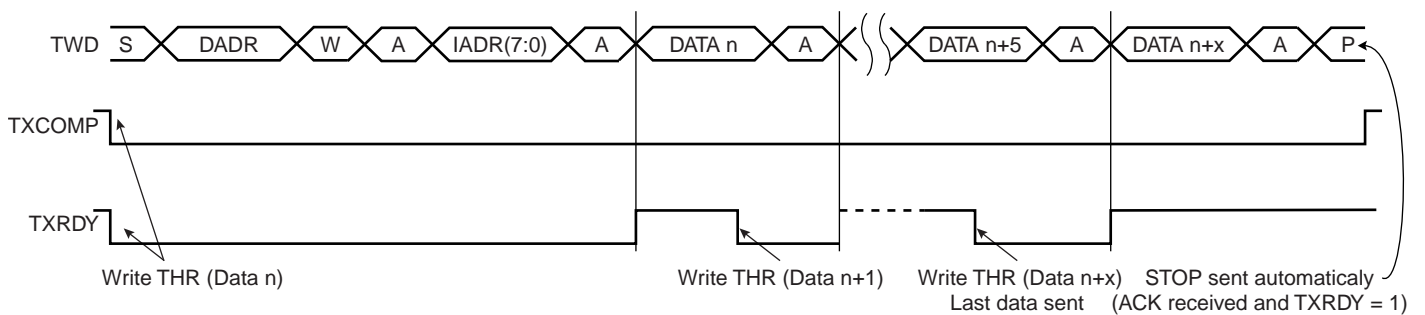 TWD S DADR W A IADR(7:0) A DATA n A DATA n+5 A DATA n+x A P
TXCOMP
TXRDY
Write THR (Data n) Write THR (Data n+1) Write THR (Data n+x) STOP sent automaticaly
Last data sent (ACK received and TXRDY = 1)